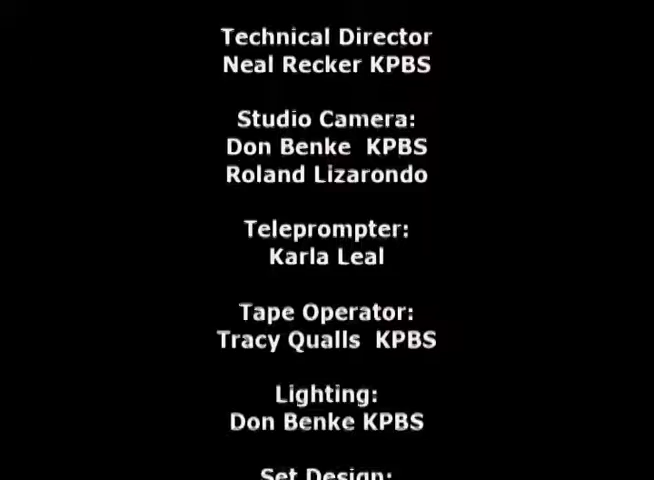 Technical Director
Neal Recker KPBS
Studio Camera:
Don Benke KPBS
Roland Lizarondo
Teleprompter:
Karla Leal
Tape Operator:
Tracy Qualls KPBS
Lighting:
Don Benke KPBS
Set Design: